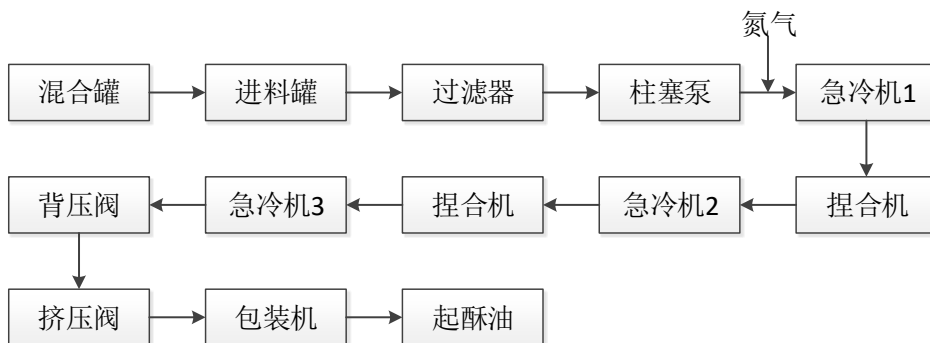 氮气
混合罐
进料罐
过滤器
柱塞泵
急冷机1
背压阀
急冷机3
捏合机
急冷机2
捏合机
挤压阀
包装机
起酥油